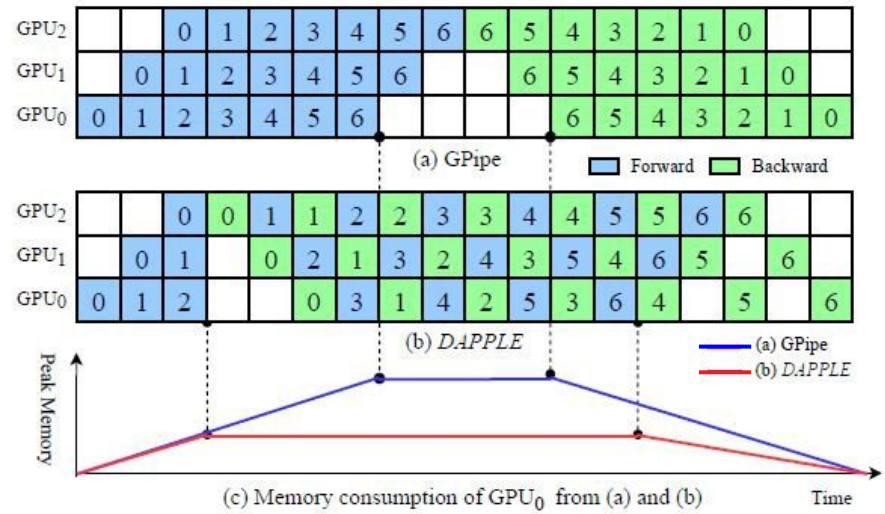 GPU2 0 1 2 3 4 5 6 6 5 4 3 2 1 0
GPU1 0 1 2 3 4 5 6 6 5 4 3 2 1 0
GPU0 0 1 2 3 4 5 6 6 5 4 3 2 1 0
(a) GPipe
Forward Backward
GPU2 0 0 1 1 2 2 3 3 4 4 5 5 6 6
GPU1 0 1 0 2 1 3 2 4 3 5 4 6 5 6
GPU0 0 1 2 0 3 1 4 2 5 3 6 4 5 6
(b) DAPPLE
(a) GPipe
(b) DAPPLE
Peak Memory
(c) Memory consumption of GPU0 from (a) and (b)
Time